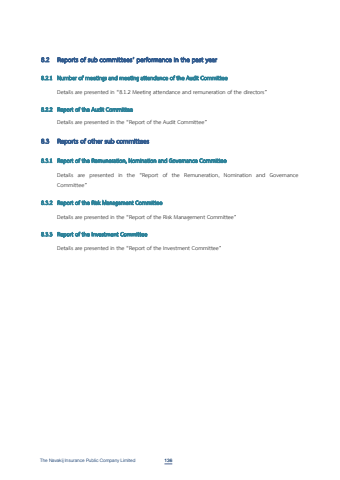 8.2 Reports of sub committees' performance in the past year
8.2.1 Number of meetings and meeting attendance of the Audit Committee
Details are presented in "8.1.2 Meeting attendance and remuneration of the directors"
8.2.2 Report of the Audit Committee
Details are presented in the "Report of the Audit Committee"
8.3 Reports of other sub committees
8.3.1 Report of the Remuneration, Nomination and Governance Committee
Details are presented in the "Report of the Remuneration, Nomination and Governance
Committee"
8.3.2 Report of the Risk Management Committee
Details are presented in the "Report of the Risk Management Committee"
8.3.3 Report of the Investment Committee
Details are presented in the "Report of the Investment Committee"
The Navakij Insurance Public Company Limited 136